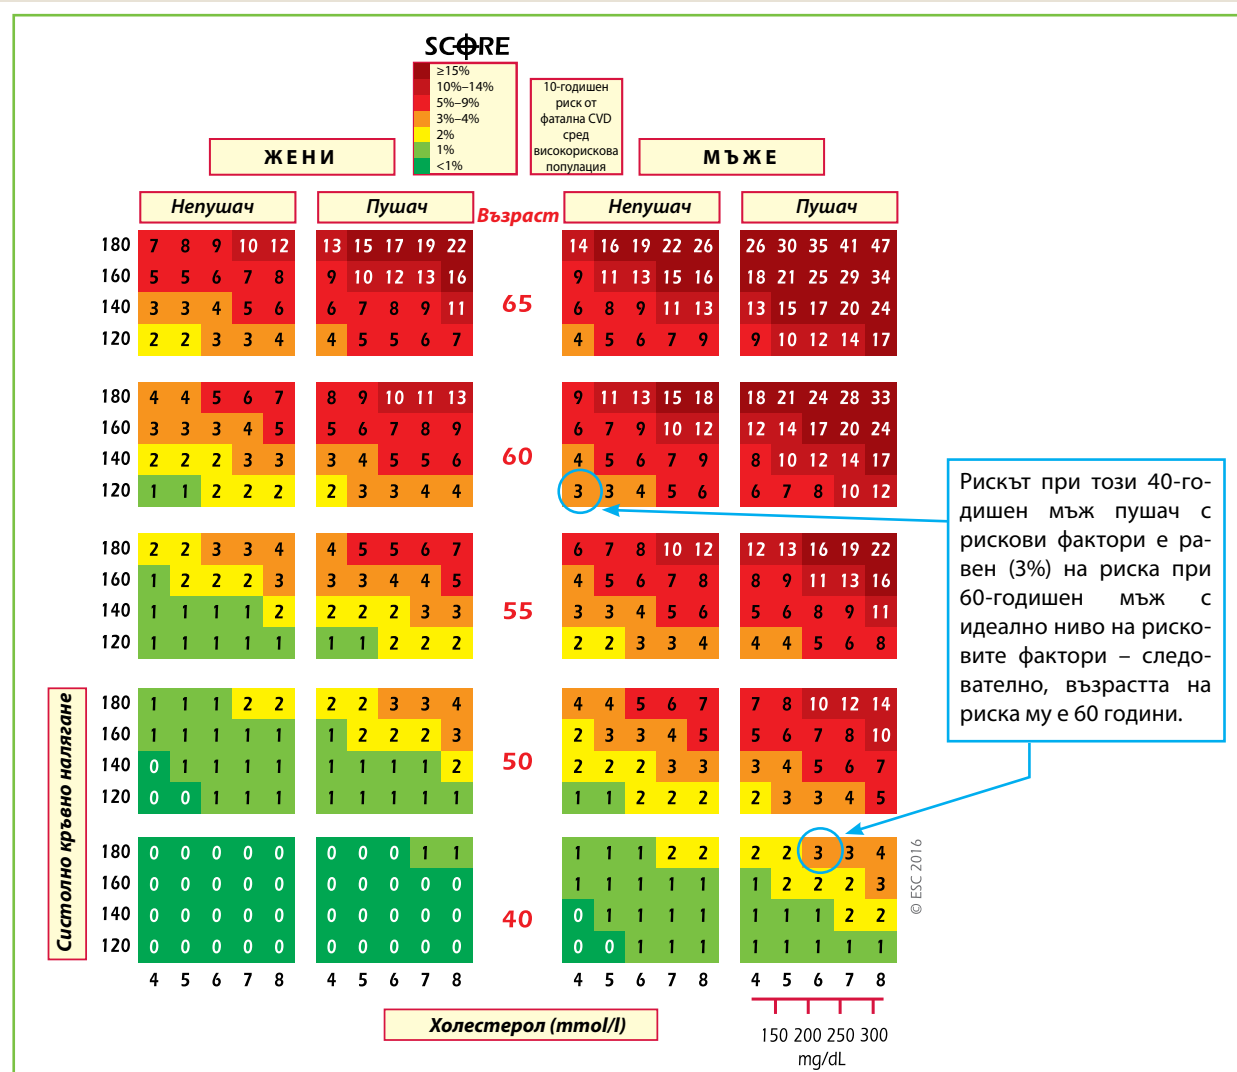 SCORE
≥15%
10%–14%
5%–9%
3%–4%
2%
1%
<1%
10-годишен
риск от
фатална CVD
сред
високорискова
популация
ЖЕНИ
МЪЖЕ
Непушач
Пушач
Възраст
Непушач
Пушач
180 7 8 9 10 12 13 15 17 19 22 14 16 19 22 26 26 30 35 41 47
160 5 5 6 7 8 9 10 12 13 16 9 11 13 15 16 18 21 25 29 34
65
140 3 3 4 5 6 6 7 8 9 11 6 8 9 11 13 13 15 17 20 24
120 2 2 3 3 4 4 5 5 6 7 4 5 6 7 9 9 10 12 14 17
180 4 4 5 6 7 8 9 10 11 13 9 11 13 15 18 18 21 24 28 33
160 3 3 3 4 5 5 6 7 8 9 6 7 9 10 12 12 14 17 20 24
60
140 2 2 2 3 3 3 4 5 5 6 4 5 6 7 9 8 10 12 14 17
120 1 1 2 2 2 2 3 3 4 4 3 3 4 5 6 6 7 8 10 12
180 2 2 3 3 4 4 5 5 6 7 6 7 8 10 12 12 13 16 19 22
160 1 2 2 2 3 3 3 4 4 5 4 5 6 7 8 8 9 11 13 16
55
140 1 1 1 1 2 2 2 2 3 3 3 3 4 5 6 5 6 8 9 11
120 1 1 1 1 1 1 1 2 2 2 2 2 3 3 4 4 4 5 6 8
180 1 1 1 2 2 2 2 3 3 4 4 4 5 6 7 7 8 10 12 14
160 1 1 1 1 1 1 2 2 2 3 2 3 3 4 5 5 6 7 8 10
50
140 0 1 1 1 1 1 1 1 1 2 2 2 2 3 3 3 4 5 6 7
120 0 0 1 1 1 1 1 1 1 1 1 1 2 2 2 2 3 3 4 5
180 0 0 0 0 0 0 0 0 1 1 1 1 1 2 2 2 2 3 3 4
160 0 0 0 0 0 0 0 0 0 0 1 1 1 1 1 1 2 2 2 3
40
140 0 0 0 0 0 0 0 0 0 0 0 1 1 1 1 1 1 1 2 2
120 0 0 0 0 0 0 0 0 0 0 0 0 1 1 1 1 1 1 1 1
4 5 6 7 8 4 5 6 7 8 4 5 6 7 8 4 5 6 7 8
Систолно кръвно налягане
Холестерол (mmol/l)
150 200 250 300
mg/dL
© ESC 2016
Рискът при този 40-го-
дишен мъж пушач с
рискови фактори е ра-
вен (3%) на риска при
60-годишен мъж с
идеално ниво на риско-
вите фактори – следо-
вателно, възрастта на
риска му е 60 години.